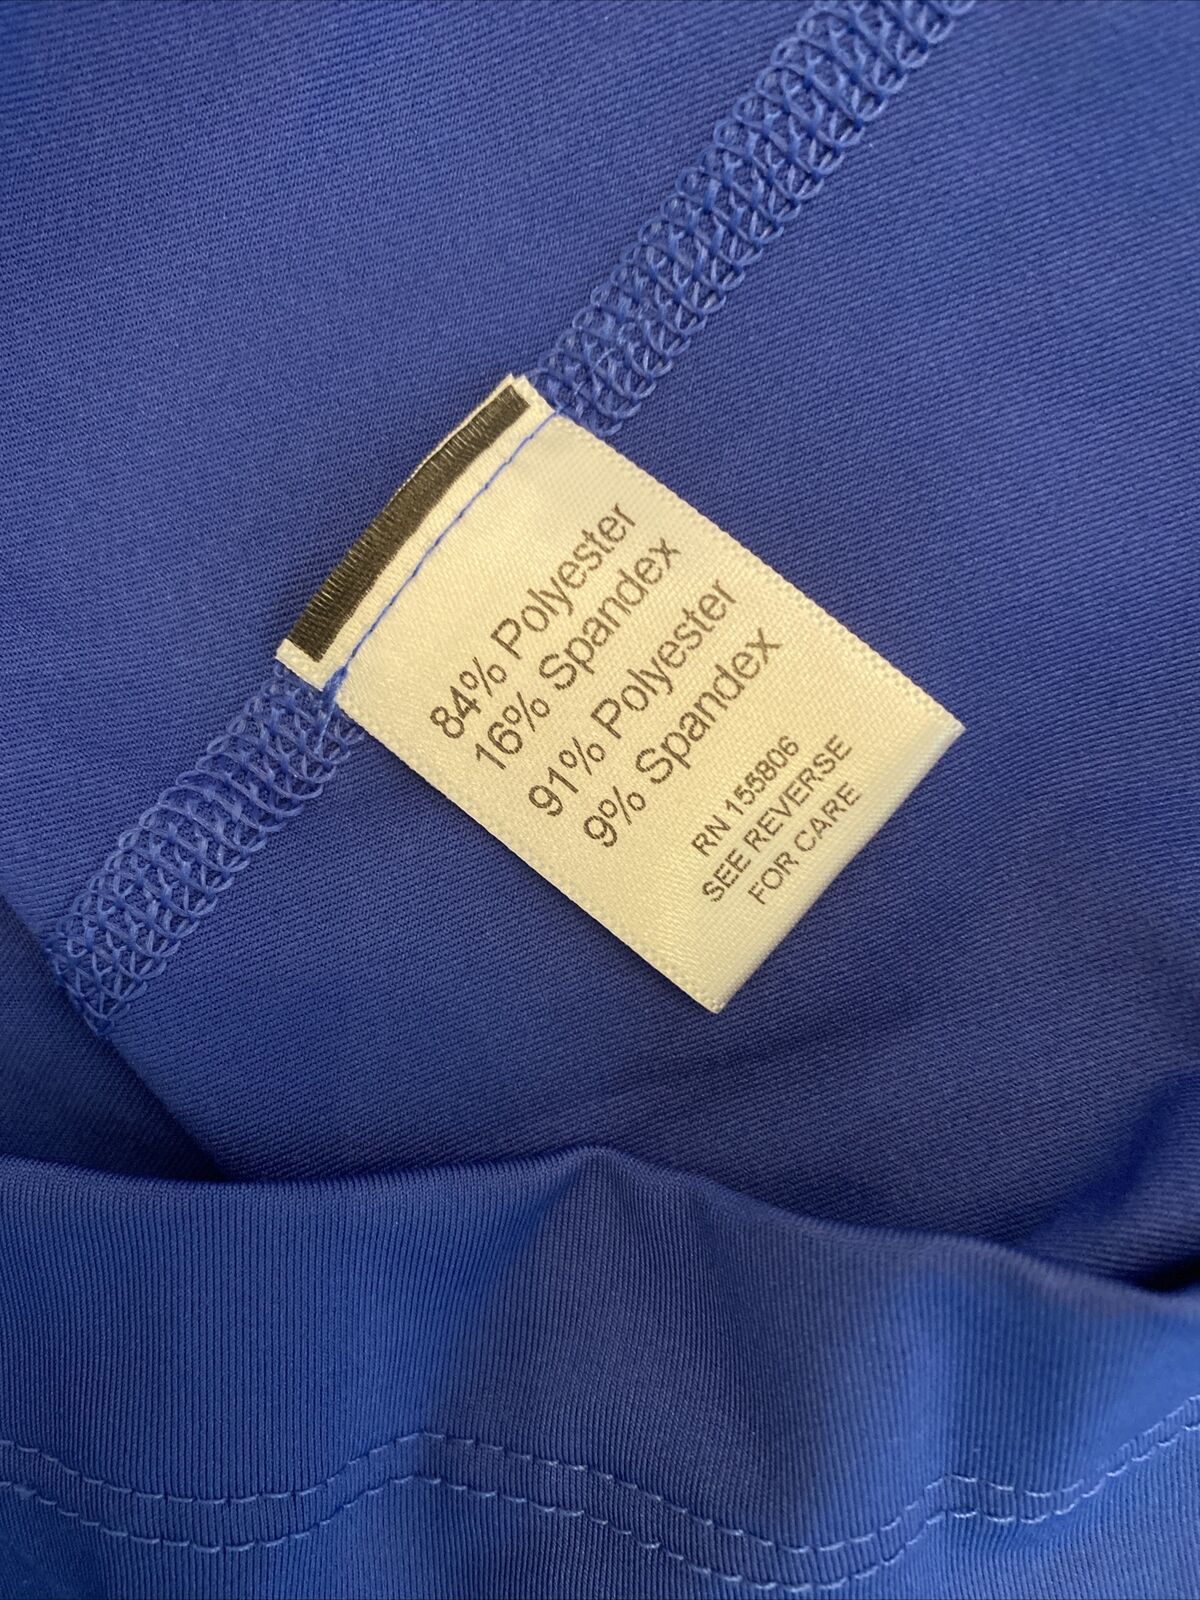 84% Polyester
16% Spandex
91% Polyester
9% Spandex
RN 155806
SEE REVERSE
FOR CARE